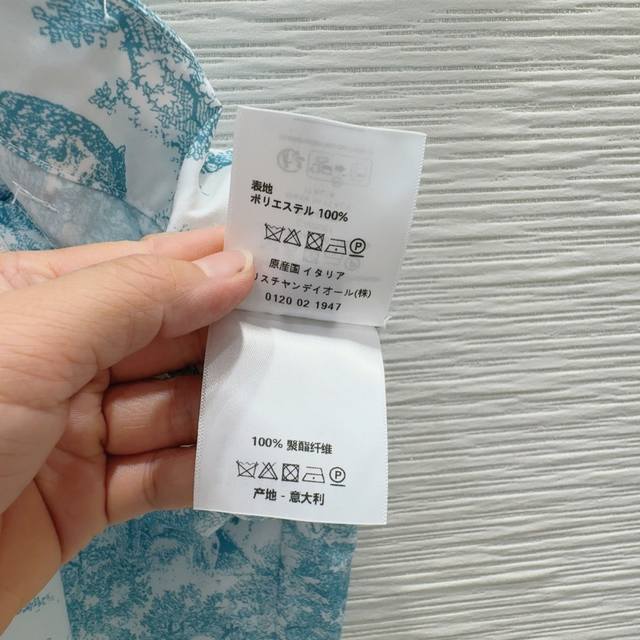 表地
ポリエステル 100%
原産国 イタリア
リスチャンディオール(株)
0120 02 1947
100% 聚酯纤维
产地 - 意大利